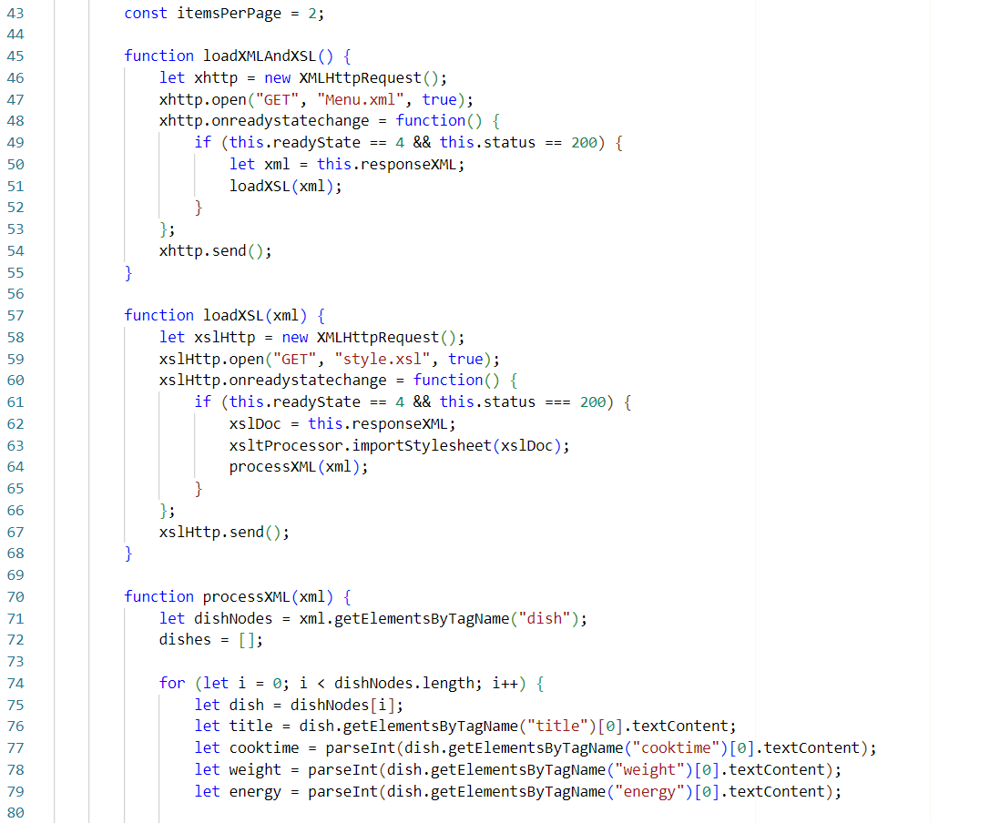 43 const itemsPerPage = 2;
44
45 function loadXMLAndXSL() {
46 let xhttp = new XMLHttpRequest();
47 xhttp.open("GET", "Menu.xml", true);
48 xhttp.onreadystatechange = function() {
49 if (this.readyState == 4 && this.status == 200) {
50 let xml = this.responseXML;
51 loadXSL(xml);
52 }
53 };
54 xhttp.send();
55 }
56
57 function loadXSL(xml) {
58 let xslHttp = new XMLHttpRequest();
59 xslHttp.open("GET", "style.xsl", true);
60 xslHttp.onreadystatechange = function() {
61 if (this.readyState == 4 && this.status === 200) {
62 xslDoc = this.responseXML;
63 xsltProcessor.importStylesheet(xslDoc);
64 processXML(xml);
65 }
66 };
67 xslHttp.send();
68 }
69
70 function processXML(xml) {
71 let dishNodes = xml.getElementsByTagName("dish");
72 dishes = [];
73
74 for (let i = 0; i < dishNodes.length; i++) {
75 let dish = dishNodes[i];
76 let title = dish.getElementsByTagName("title")[0].textContent;
77 let cooktime = parseInt(dish.getElementsByTagName("cooktime")[0].textContent);
78 let weight = parseInt(dish.getElementsByTagName("weight")[0].textContent);
79 let energy = parseInt(dish.getElementsByTagName("energy")[0].textContent);
80